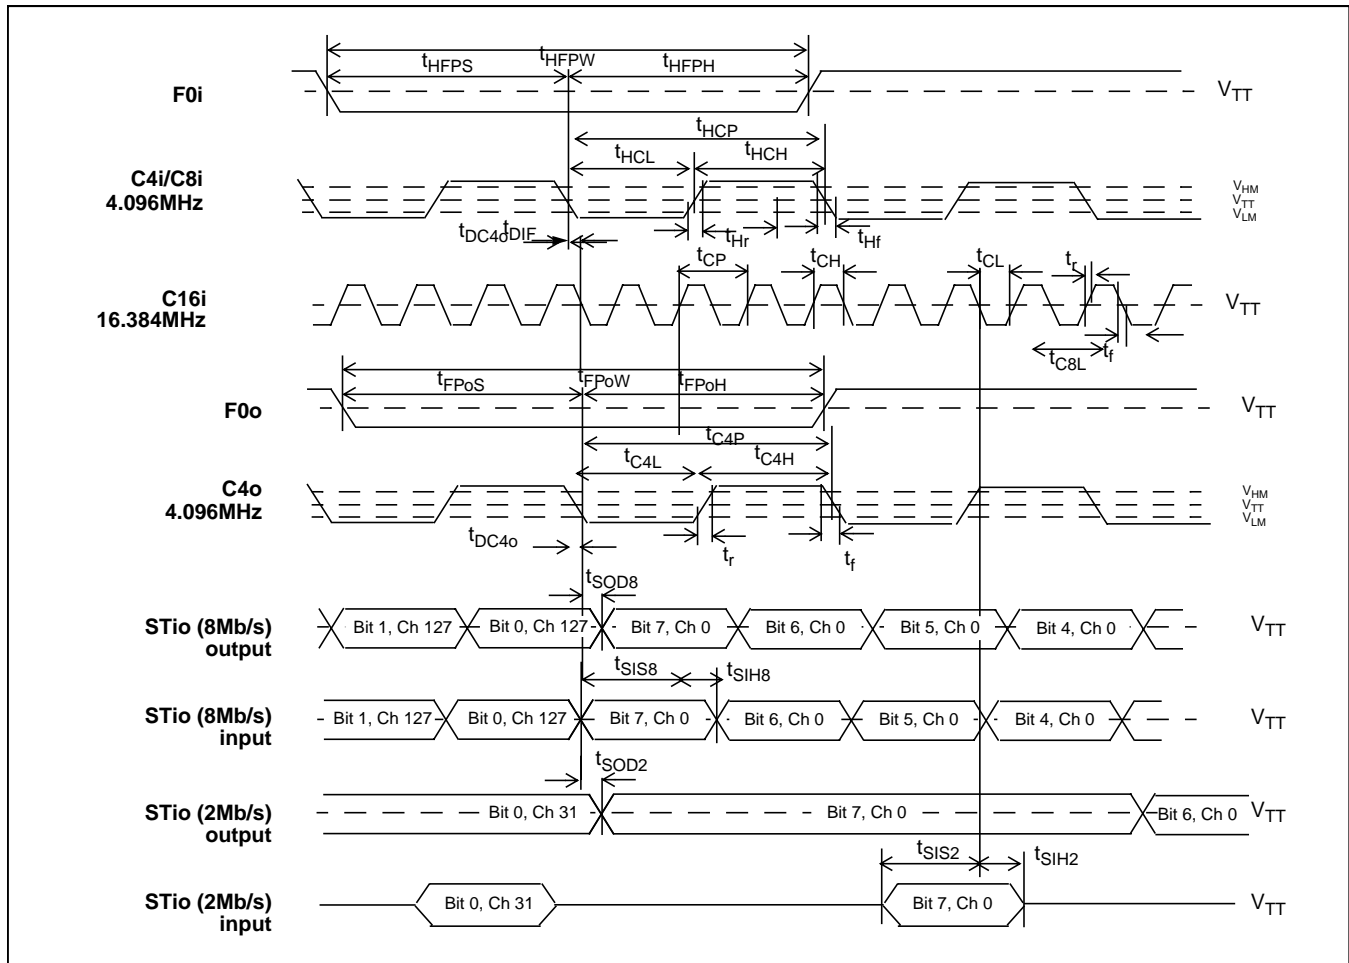 tHFPW
tHFPS tHFPH
F0i VTT
tHCP
tHCL tHCH
C4i/C8i
4.096MHz
VHM
VTT
VLM
tDC4o tDIF tHr tHf
tCP tCH tCL tr
C16i
16.384MHz
VTT
tC8L tf
tFPoS tFPoW tFPoH
F0o VTT
tC4P
tC4L tC4H
C4o
4.096MHz
VHM
VTT
VLM
tDC4o tr tf
tSOD8
STio (8Mb/s)
output
Bit 1, Ch 127 Bit 0, Ch 127 Bit 7, Ch 0 Bit 6, Ch 0 Bit 5, Ch 0 Bit 4, Ch 0 VTT
tSIS8 tSIH8
STio (8Mb/s)
input
Bit 1, Ch 127 Bit 0, Ch 127 Bit 7, Ch 0 Bit 6, Ch 0 Bit 5, Ch 0 Bit 4, Ch 0 VTT
tSOD2
STio (2Mb/s)
output
Bit 0, Ch 31 Bit 7, Ch 0 Bit 6, Ch 0 VTT
tSIS2 tSIH2
STio (2Mb/s)
input
Bit 0, Ch 31 Bit 7, Ch 0 VTT